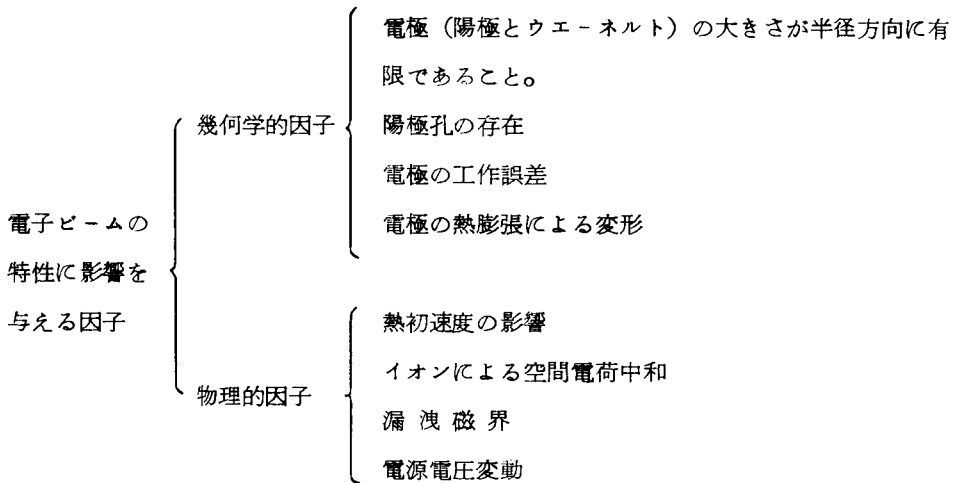 電極（陽極とウエーネルト）の大きさが半径方向に有
限であること。
幾何学的因子
陽極孔の存在
電極の工作誤差
電極の熱膨張による変形
電子ビームの
特性に影響を
与える因子
熱初速度の影響
イオンによる空間電荷中和
物理的因子
漏洩磁界
電源電圧変動